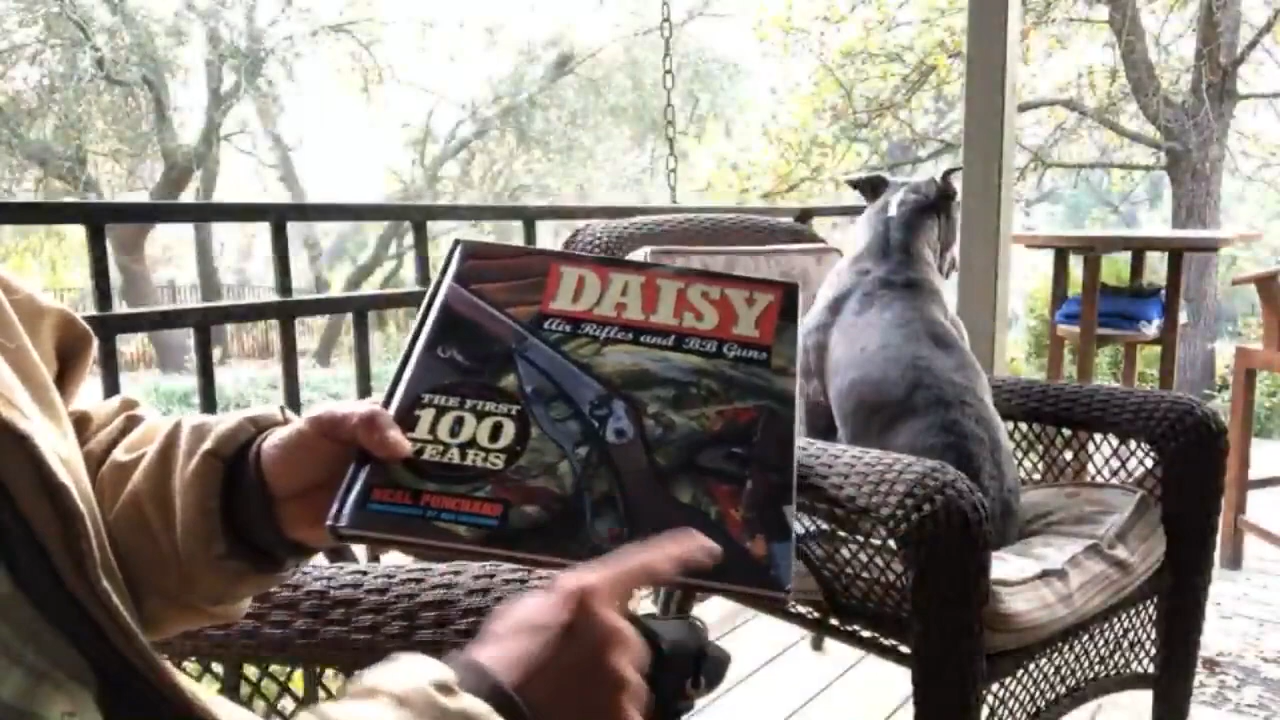 DAISY
Air Rifles and BB Guns
THE FIRST
100
YEARS
NEAL PUNCHARD